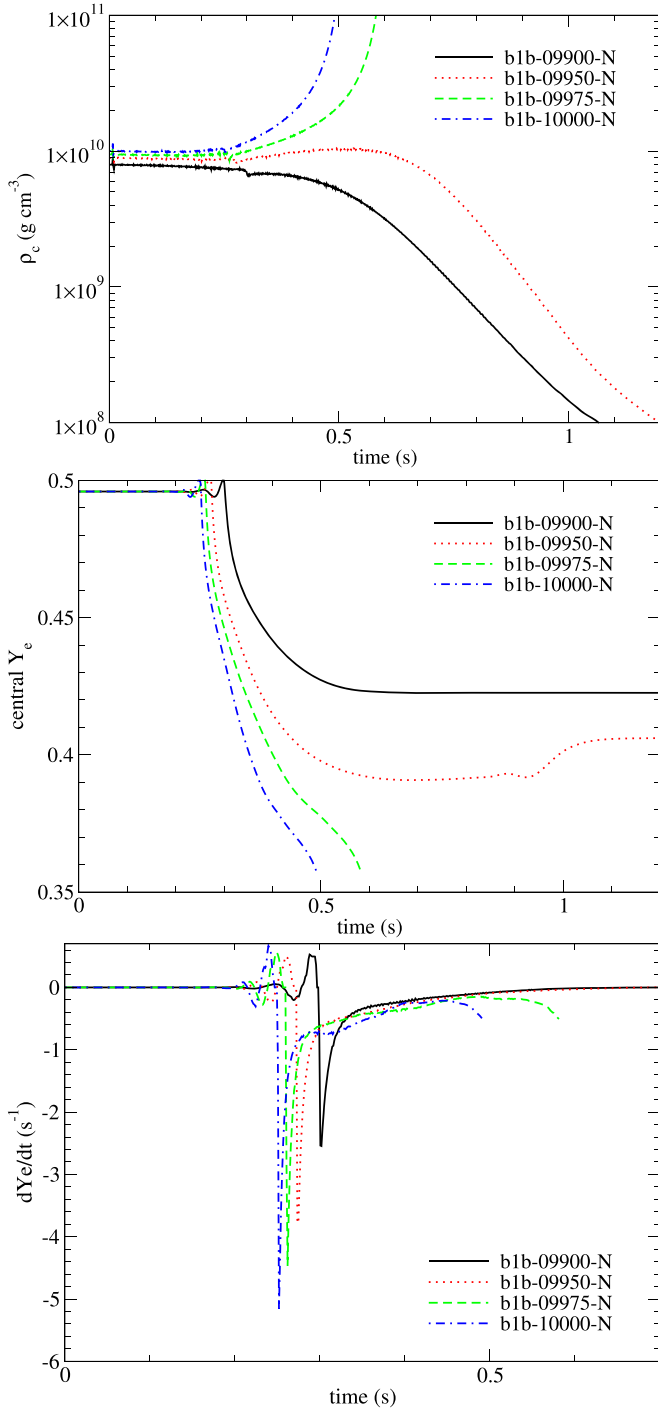 1×10¹¹
b1b-09900-N
b1b-09950-N
b1b-09975-N
b1b-10000-N
1×10¹⁰
ρ_c (g cm⁻³)
1×10⁹
1×10⁸
0 0.5 1
time (s)
0.5
b1b-09900-N
b1b-09950-N
b1b-09975-N
b1b-10000-N
0.45
central Y_e
0.4
0.35
0 0.5 1
time (s)
0
-1
-2
dYe/dt (s⁻¹)
-3
-4
b1b-09900-N
b1b-09950-N
b1b-09975-N
b1b-10000-N
-5
-6
0 0.5
time (s)